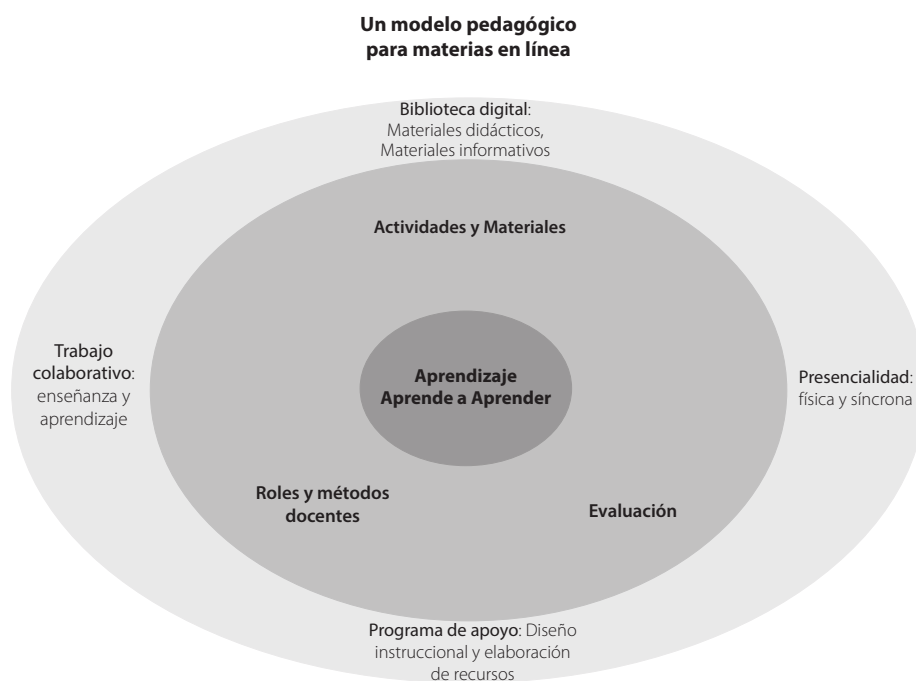 Un modelo pedagógico
para materias en línea
Biblioteca digital:
Materiales didácticos,
Materiales informativos
Actividades y Materiales
Trabajo
colaborativo:
enseñanza y
aprendizaje
Aprendizaje
Aprende a Aprender
Presencialidad:
física y síncrona
Roles y métodos
docentes
Evaluación
Programa de apoyo: Diseño
instruccional y elaboración
de recursos